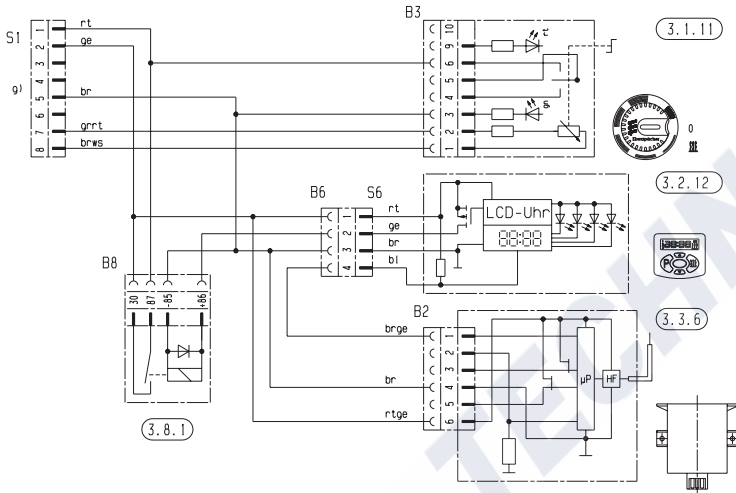 S1
1
2
3
4
5
6
7
8
g)
rt
ge
br
grrt
brws
B3
10
9
6
5
4
3
2
1
3.1.11
Eberspächer
0
3.2.12
P
B6
S6
1
2
3
4
rt
ge
br
bl
LCD-Uhr
88:88
B8
30
87
-85
+86
3.8.1
B2
1
2
3
4
5
6
brge
br
rtge
µP
HF
3.3.6
TECHN